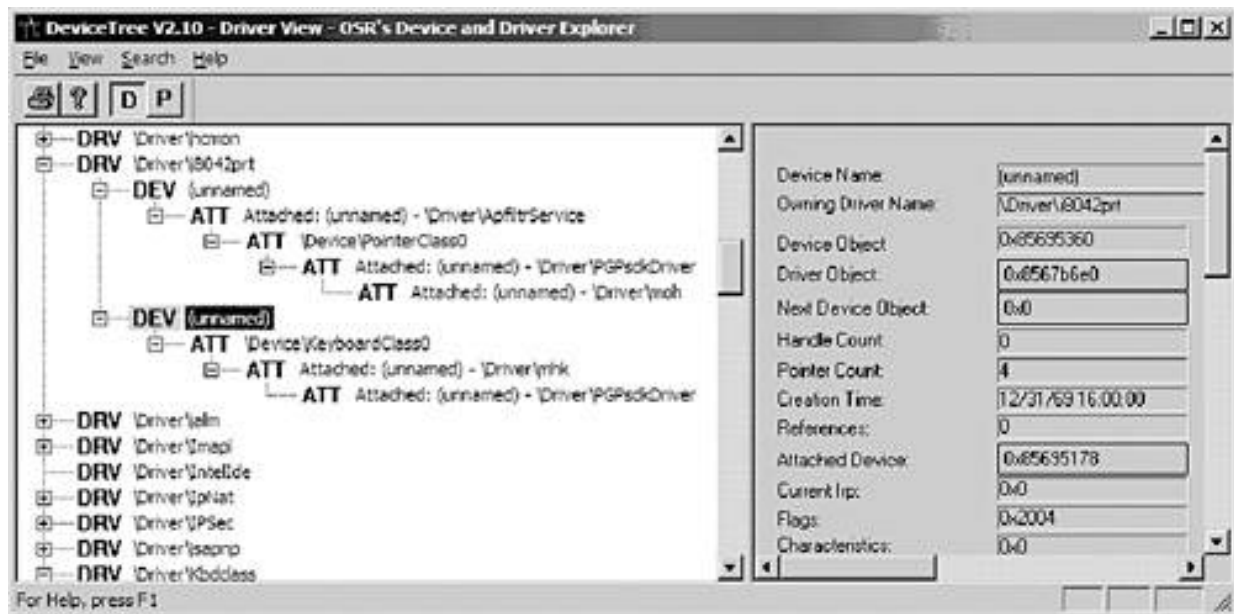 DeviceTree V2.10 - Driver View - OSR's Device and Driver Explorer
File View Search Help
D P
DRV \Driver\hcmon
DRV \Driver\i8042prt
DEV (unnamed)
ATT Attached: (unnamed) - \Driver\ApfiltrService
ATT \Device\PointerClass0
ATT Attached: (unnamed) - \Driver\PGPsdkDriver
ATT Attached: (unnamed) - \Driver\moh
DEV (unnamed)
ATT \Device\KeyboardClass0
ATT Attached: (unnamed) - \Driver\mhk
ATT Attached: (unnamed) - \Driver\PGPsdkDriver
DRV \Driver\ialm
DRV \Driver\Imapi
DRV \Driver\IntelIde
DRV \Driver\IpNat
DRV \Driver\IPSec
DRV \Driver\isapnp
DRV \Driver\Kbdclass
Device Name: (unnamed)
Owning Driver Name: \Driver\i8042prt
Device Object: 0x85695360
Driver Object: 0x8567b6e0
Next Device Object: 0x0
Handle Count: 0
Pointer Count: 4
Creation Time: 12/31/69 16:00:00
References: 0
Attached Device: 0x85695178
Current Irp: 0x0
Flags: 0x2004
Characteristics: 0x0
For Help, press F1